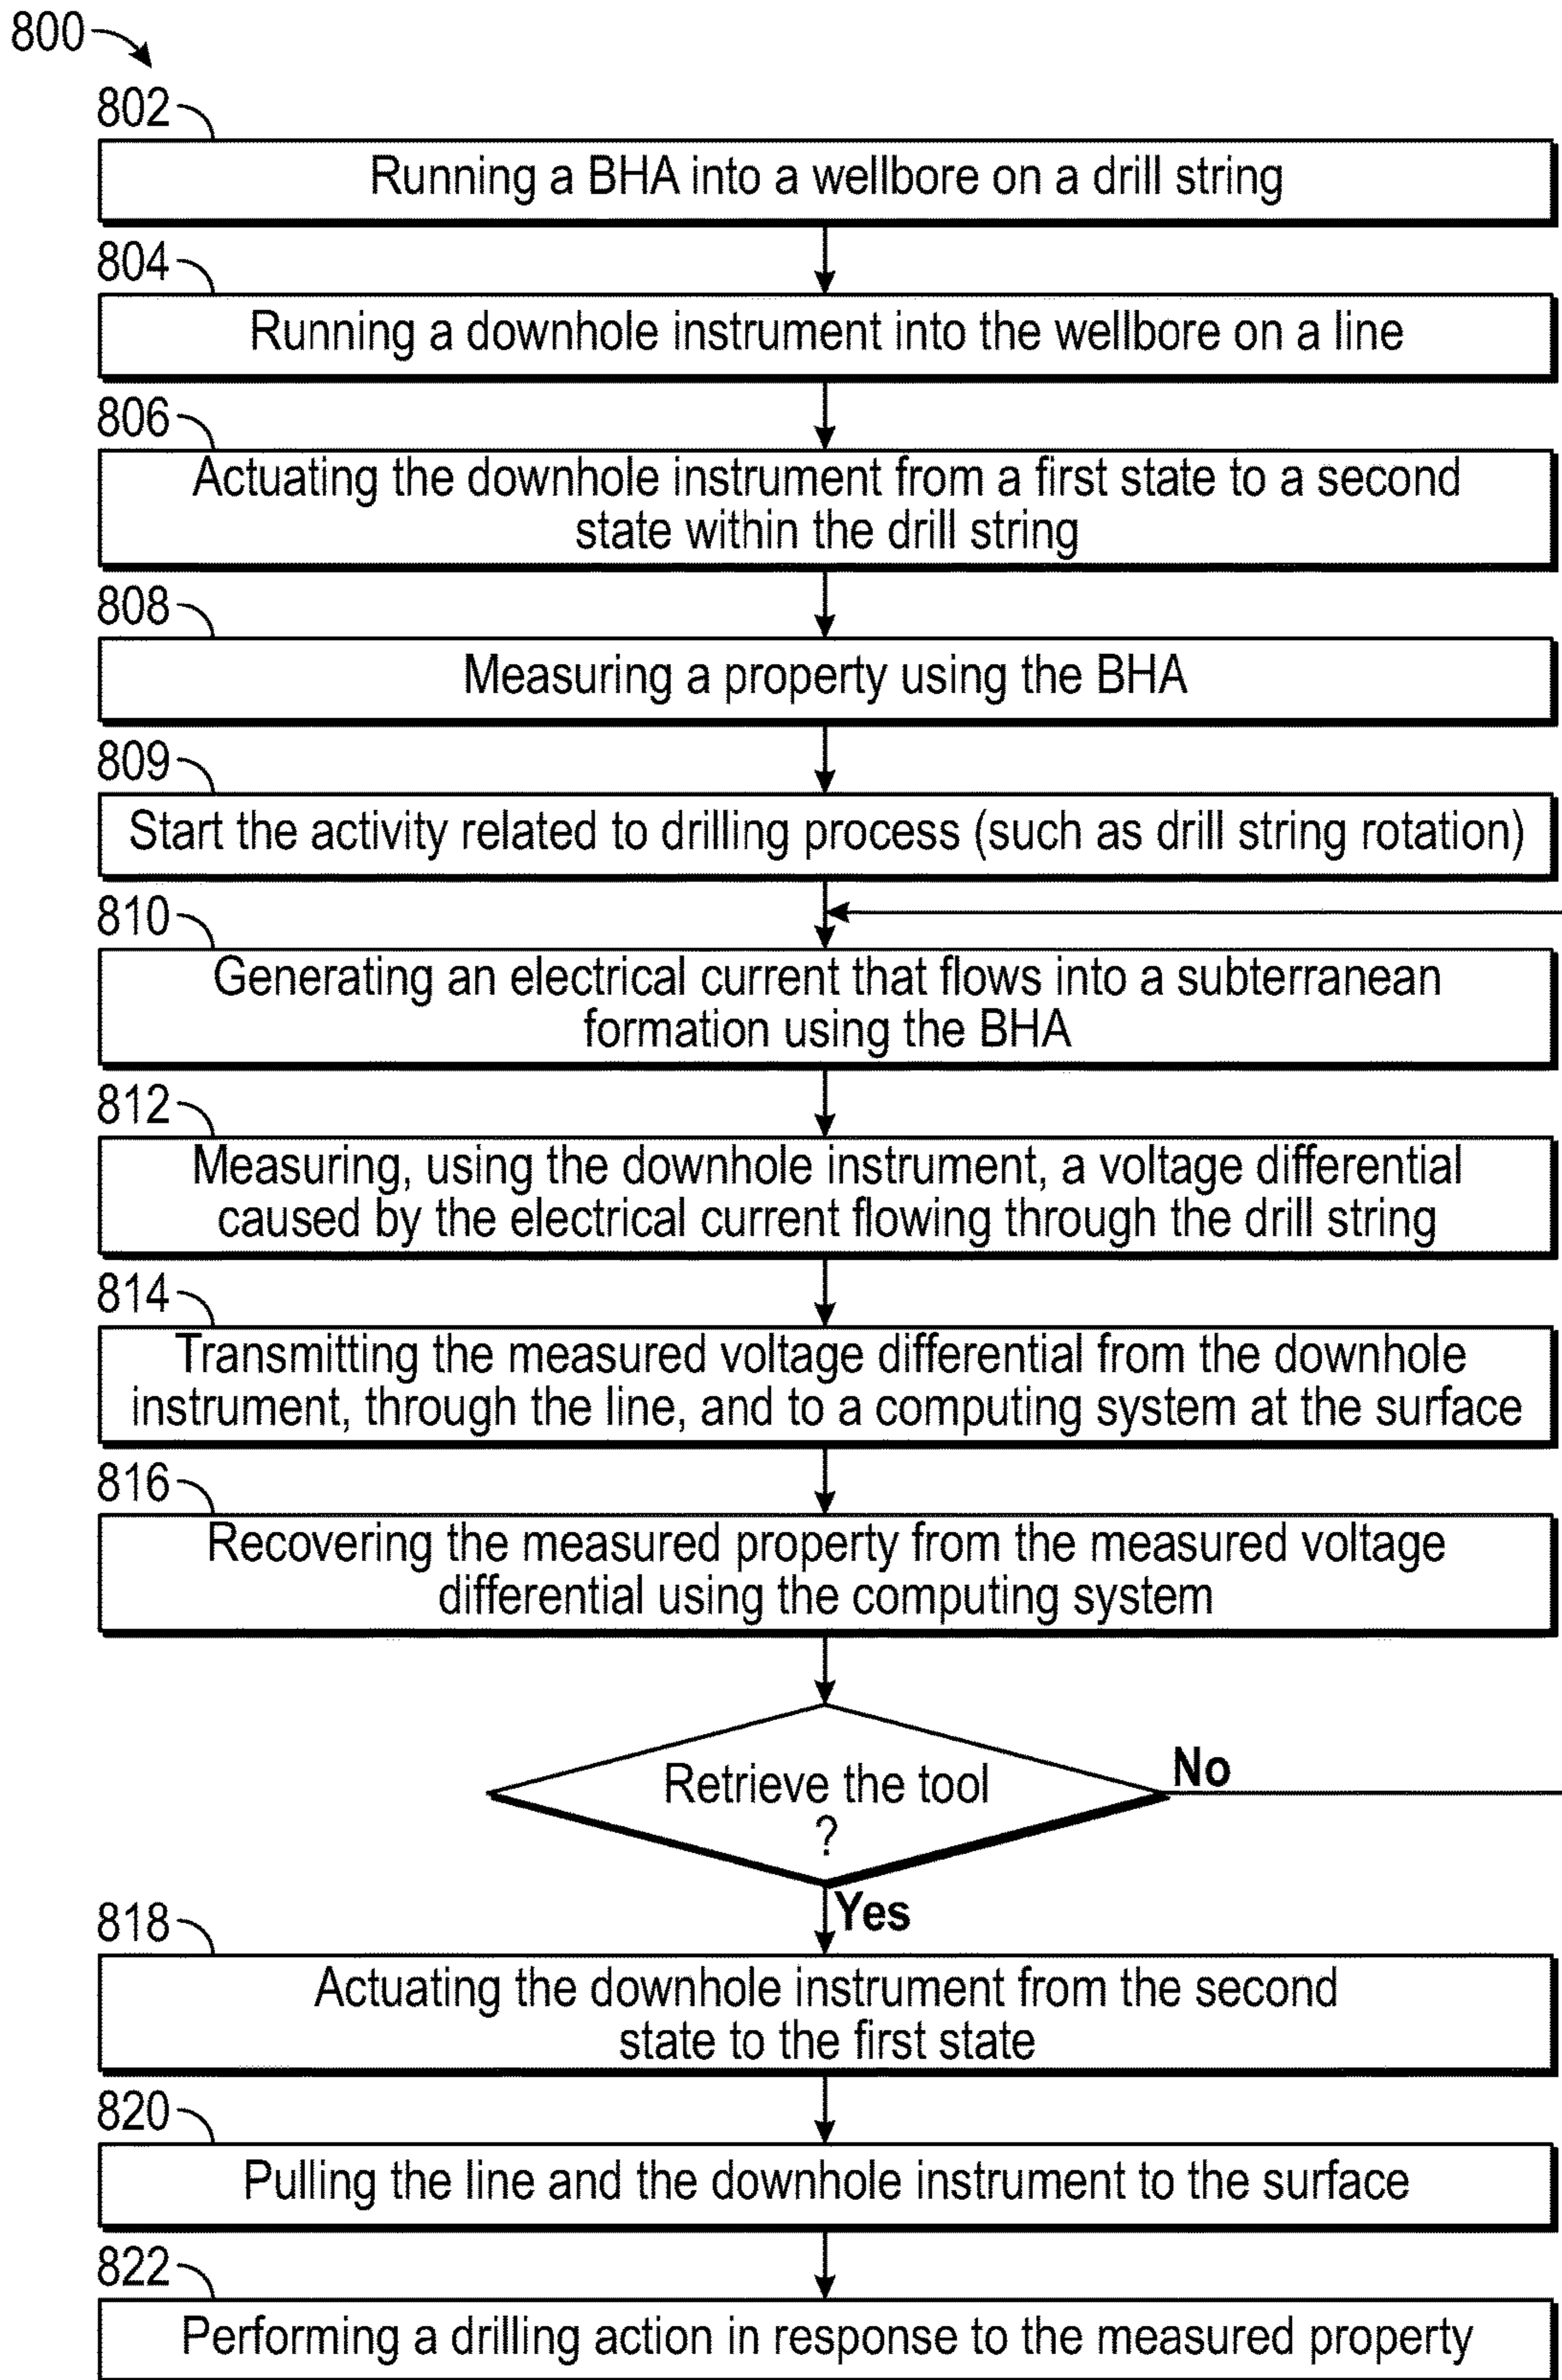 800
802
Running a BHA into a wellbore on a drill string
804
Running a downhole instrument into the wellbore on a line
806
Actuating the downhole instrument from a first state to a second
state within the drill string
808
Measuring a property using the BHA
809
Start the activity related to drilling process (such as drill string rotation)
810
Generating an electrical current that flows into a subterranean
formation using the BHA
812
Measuring, using the downhole instrument, a voltage differential
caused by the electrical current flowing through the drill string
814
Transmitting the measured voltage differential from the downhole
instrument, through the line, and to a computing system at the surface
816
Recovering the measured property from the measured voltage
differential using the computing system
Retrieve the tool
?
No
Yes
818
Actuating the downhole instrument from the second
state to the first state
820
Pulling the line and the downhole instrument to the surface
822
Performing a drilling action in response to the measured property